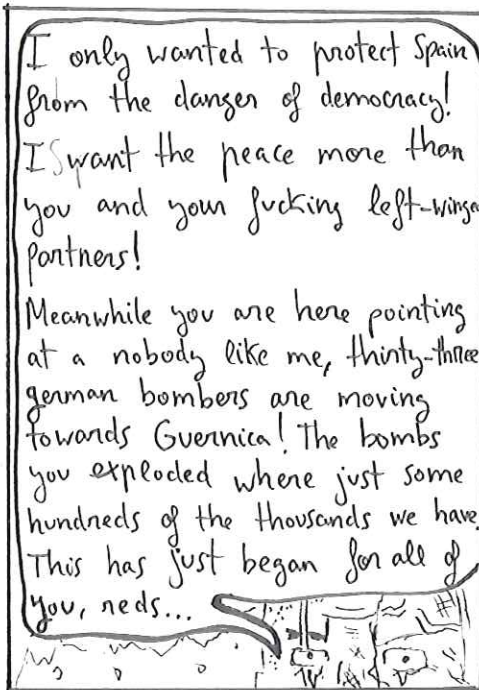 I only wanted to protect Spain
from the danger of democracy!
I want the peace more than
you and your fucking left-winged
partners!
Meanwhile you are here pointing
at a nobody like me, thirty-three
german bombers are moving
towards Guernica! The bombs
you exploded where just some
hundreds of the thousands we have.
This has just began for all of
you, reds...